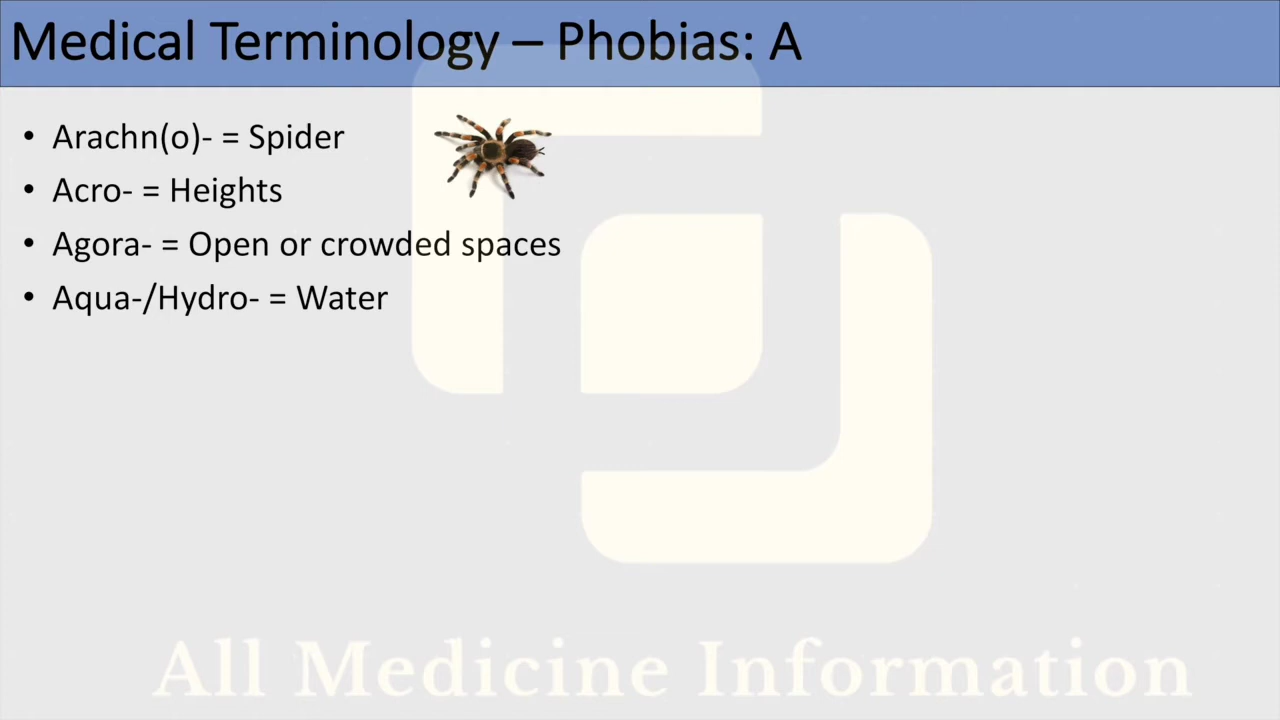 Medical Terminology – Phobias: A
• Arachn(o)- = Spider
• Acro- = Heights
• Agora- = Open or crowded spaces
• Aqua-/Hydro- = Water
All Medicine Information